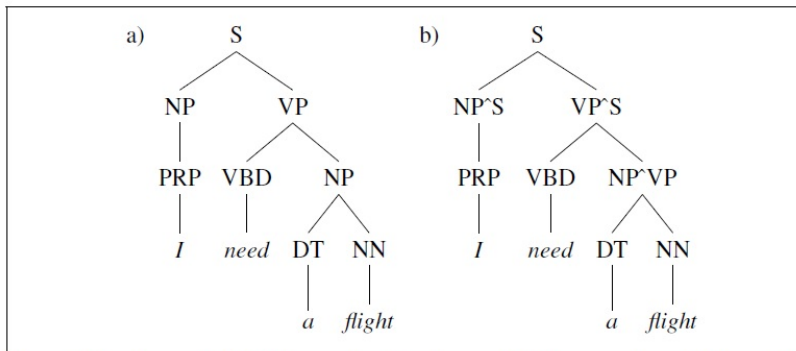 a) S b) S
NP VP NP^S VP^S
PRP VBD NP PRP VBD NP^VP
I need DT NN I need DT NN
a flight a flight